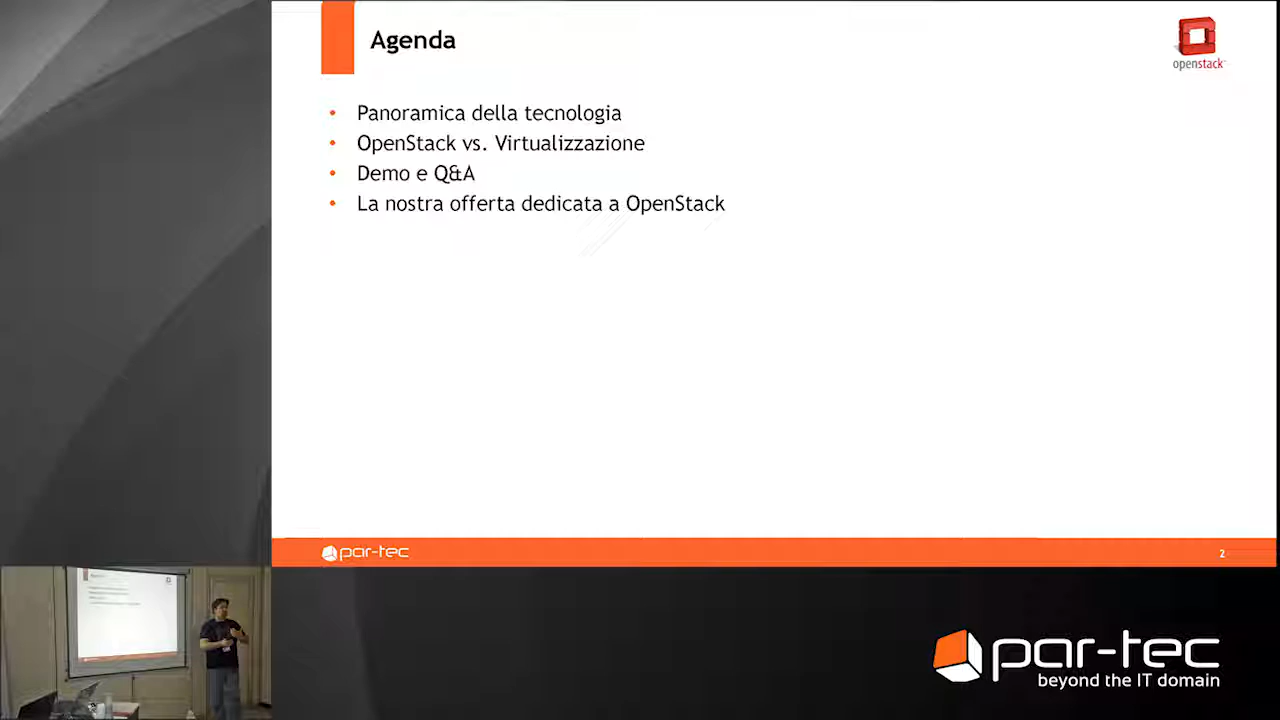 Agenda
openstack
Panoramica della tecnologia
OpenStack vs. Virtualizzazione
Demo e Q&A
La nostra offerta dedicata a OpenStack
par-tec
2
par-tec
beyond the IT domain